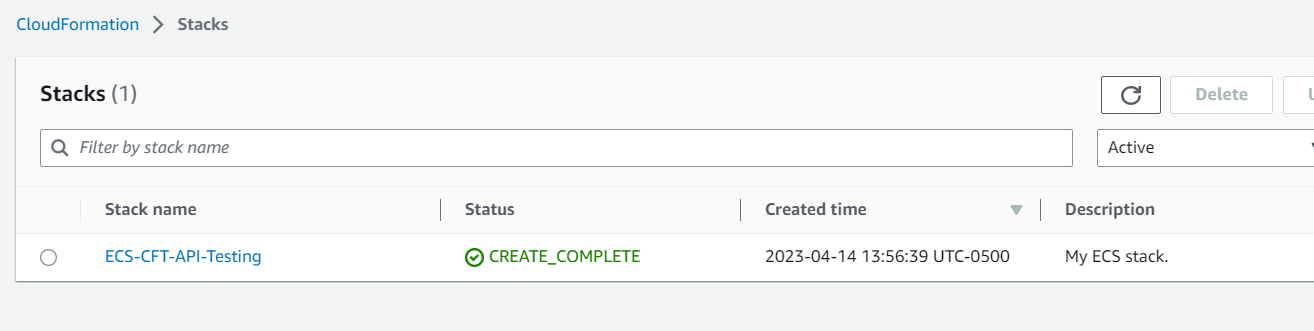 CloudFormation > Stacks
Stacks (1)
Delete
Filter by stack name
Active
Stack name Status Created time Description
ECS-CFT-API-Testing CREATE_COMPLETE 2023-04-14 13:56:39 UTC-0500 My ECS stack.